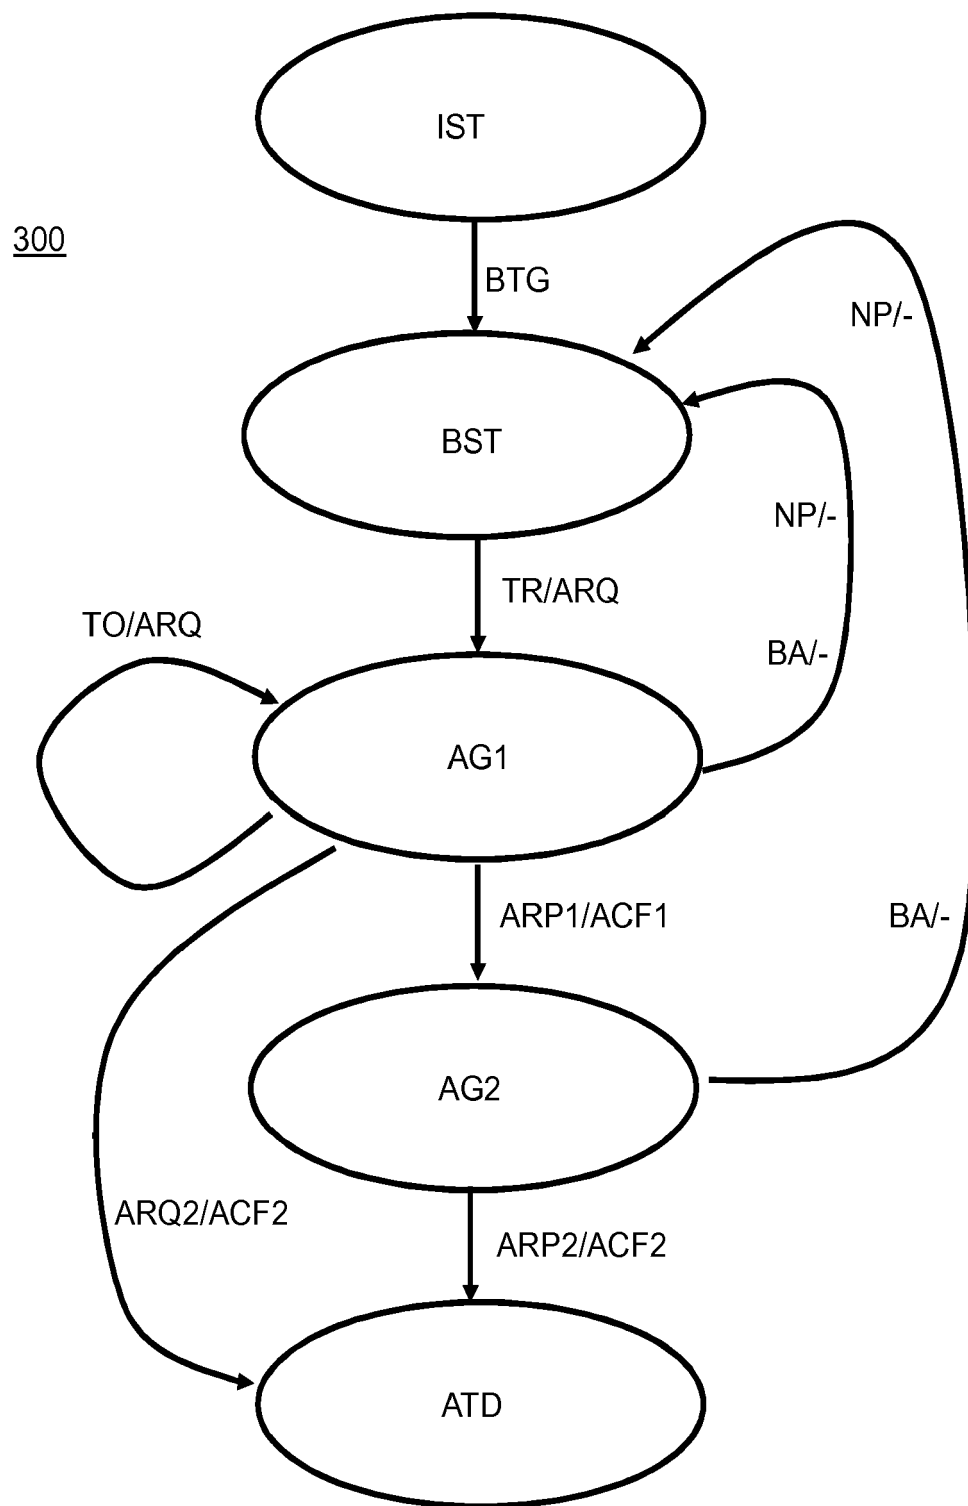 IST
300
BTG
NP/-
BST
NP/-
TR/ARQ
TO/ARQ
BA/-
AG1
ARP1/ACF1
BA/-
AG2
ARQ2/ACF2
ARP2/ACF2
ATD